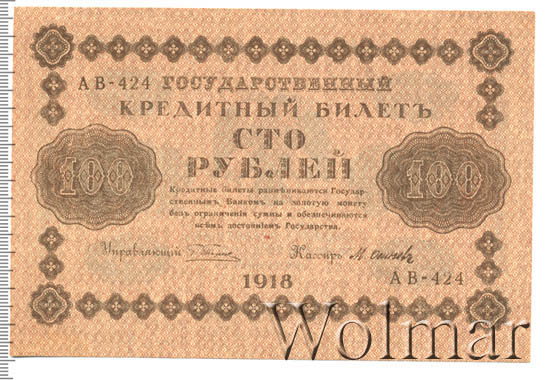 АВ-424 ГОСУДАРСТВЕННЫЙ
КРЕДИТНЫЙ БИЛЕТЪ
СТО
РУБЛЕЙ
100 100
Кредитные билеты размѣниваются Государ-
ственнымъ Банкомъ на золотую монету
безъ ограниченія суммы и обезпечиваются
всѣмъ достояніемъ Государства.
Управляющій Кассиръ
1918
АВ-424
Wolmar